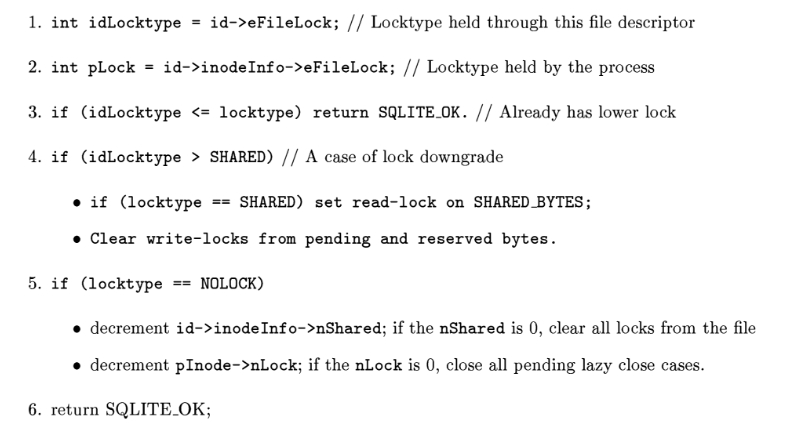 1. int idLocktype = id->eFileLock; // Locktype held through this file descriptor
2. int pLock = id->inodeInfo->eFileLock; // Locktype held by the process
3. if (idLocktype <= locktype) return SQLITE_OK. // Already has lower lock
4. if (idLocktype > SHARED) // A case of lock downgrade
• if (locktype == SHARED) set read-lock on SHARED_BYTES;
• Clear write-locks from pending and reserved bytes.
5. if (locktype == NOLOCK)
• decrement id->inodeInfo->nShared; if the nShared is 0, clear all locks from the file
• decrement pInode->nLock; if the nLock is 0, close all pending lazy close cases.
6. return SQLITE_OK;